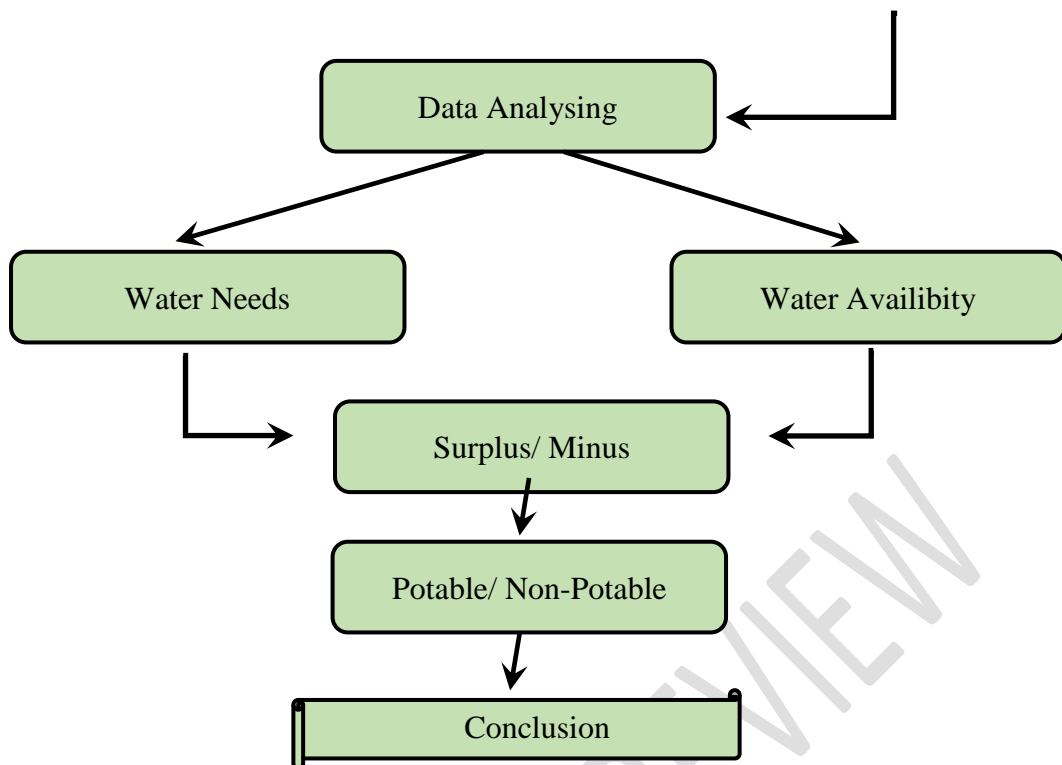 Data Analysing
Water Needs
Water Availibity
Surplus/ Minus
Potable/ Non-Potable
Conclusion